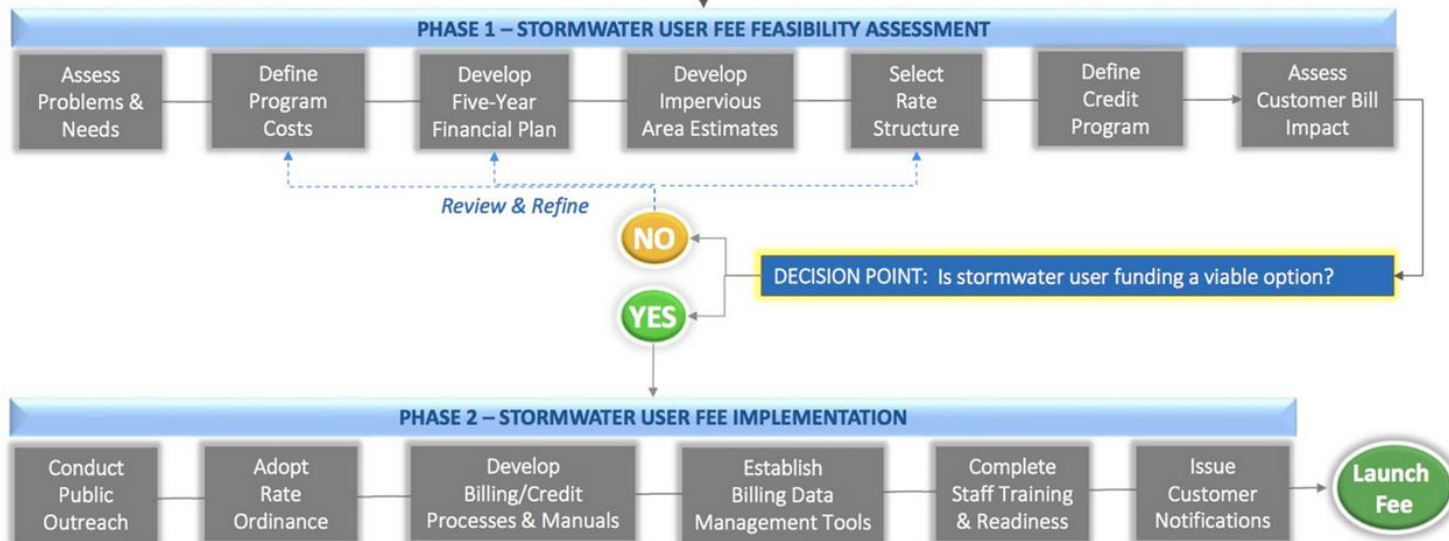 PHASE 1 – STORMWATER USER FEE FEASIBILITY ASSESSMENT
Assess
Problems &
Needs
Define
Program
Costs
Develop
Five-Year
Financial Plan
Develop
Impervious
Area Estimates
Select
Rate
Structure
Define
Credit
Program
Assess
Customer Bill
Impact
Review & Refine
NO
DECISION POINT: Is stormwater user funding a viable option?
YES
PHASE 2 – STORMWATER USER FEE IMPLEMENTATION
Conduct
Public
Outreach
Adopt
Rate
Ordinance
Develop
Billing/Credit
Processes & Manuals
Establish
Billing Data
Management Tools
Complete
Staff Training
& Readiness
Issue
Customer
Notifications
Launch
Fee